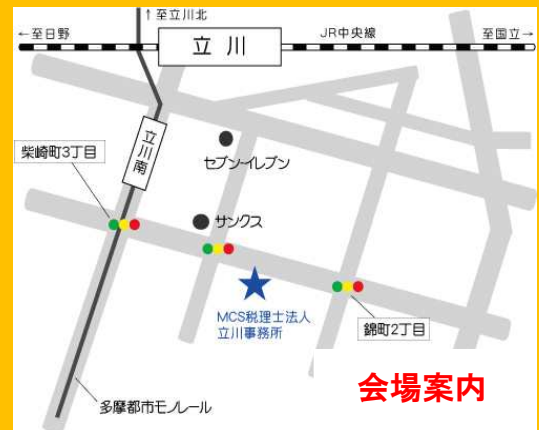 ↑至立川北
←至日野
立川
JR中央線
至国立→
立川南
柴崎町3丁目
セブン-イレブン
サンクス
MCS税理士法人
立川事務所
錦町2丁目
会場案内
多摩都市モノレール